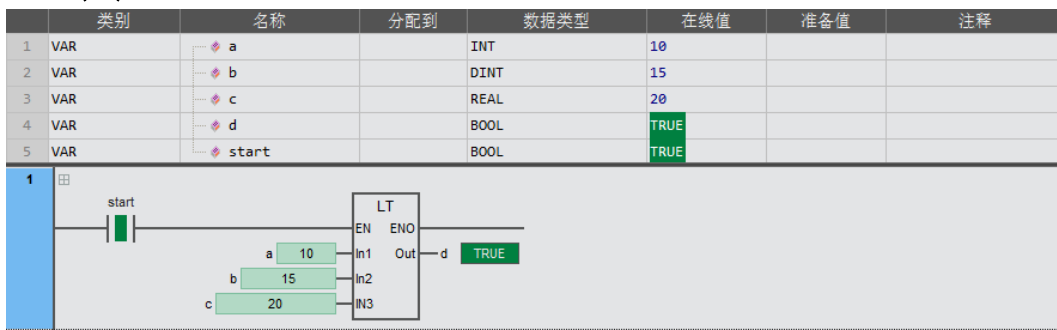 类别 名称 分配到 数据类型 在线值 准备值 注释
1 VAR a INT 10
2 VAR b DINT 15
3 VAR c REAL 20
4 VAR d BOOL TRUE
5 VAR start BOOL TRUE
1
start
LT
EN ENO
a 10 In1 Out d TRUE
b 15 In2
c 20 IN3